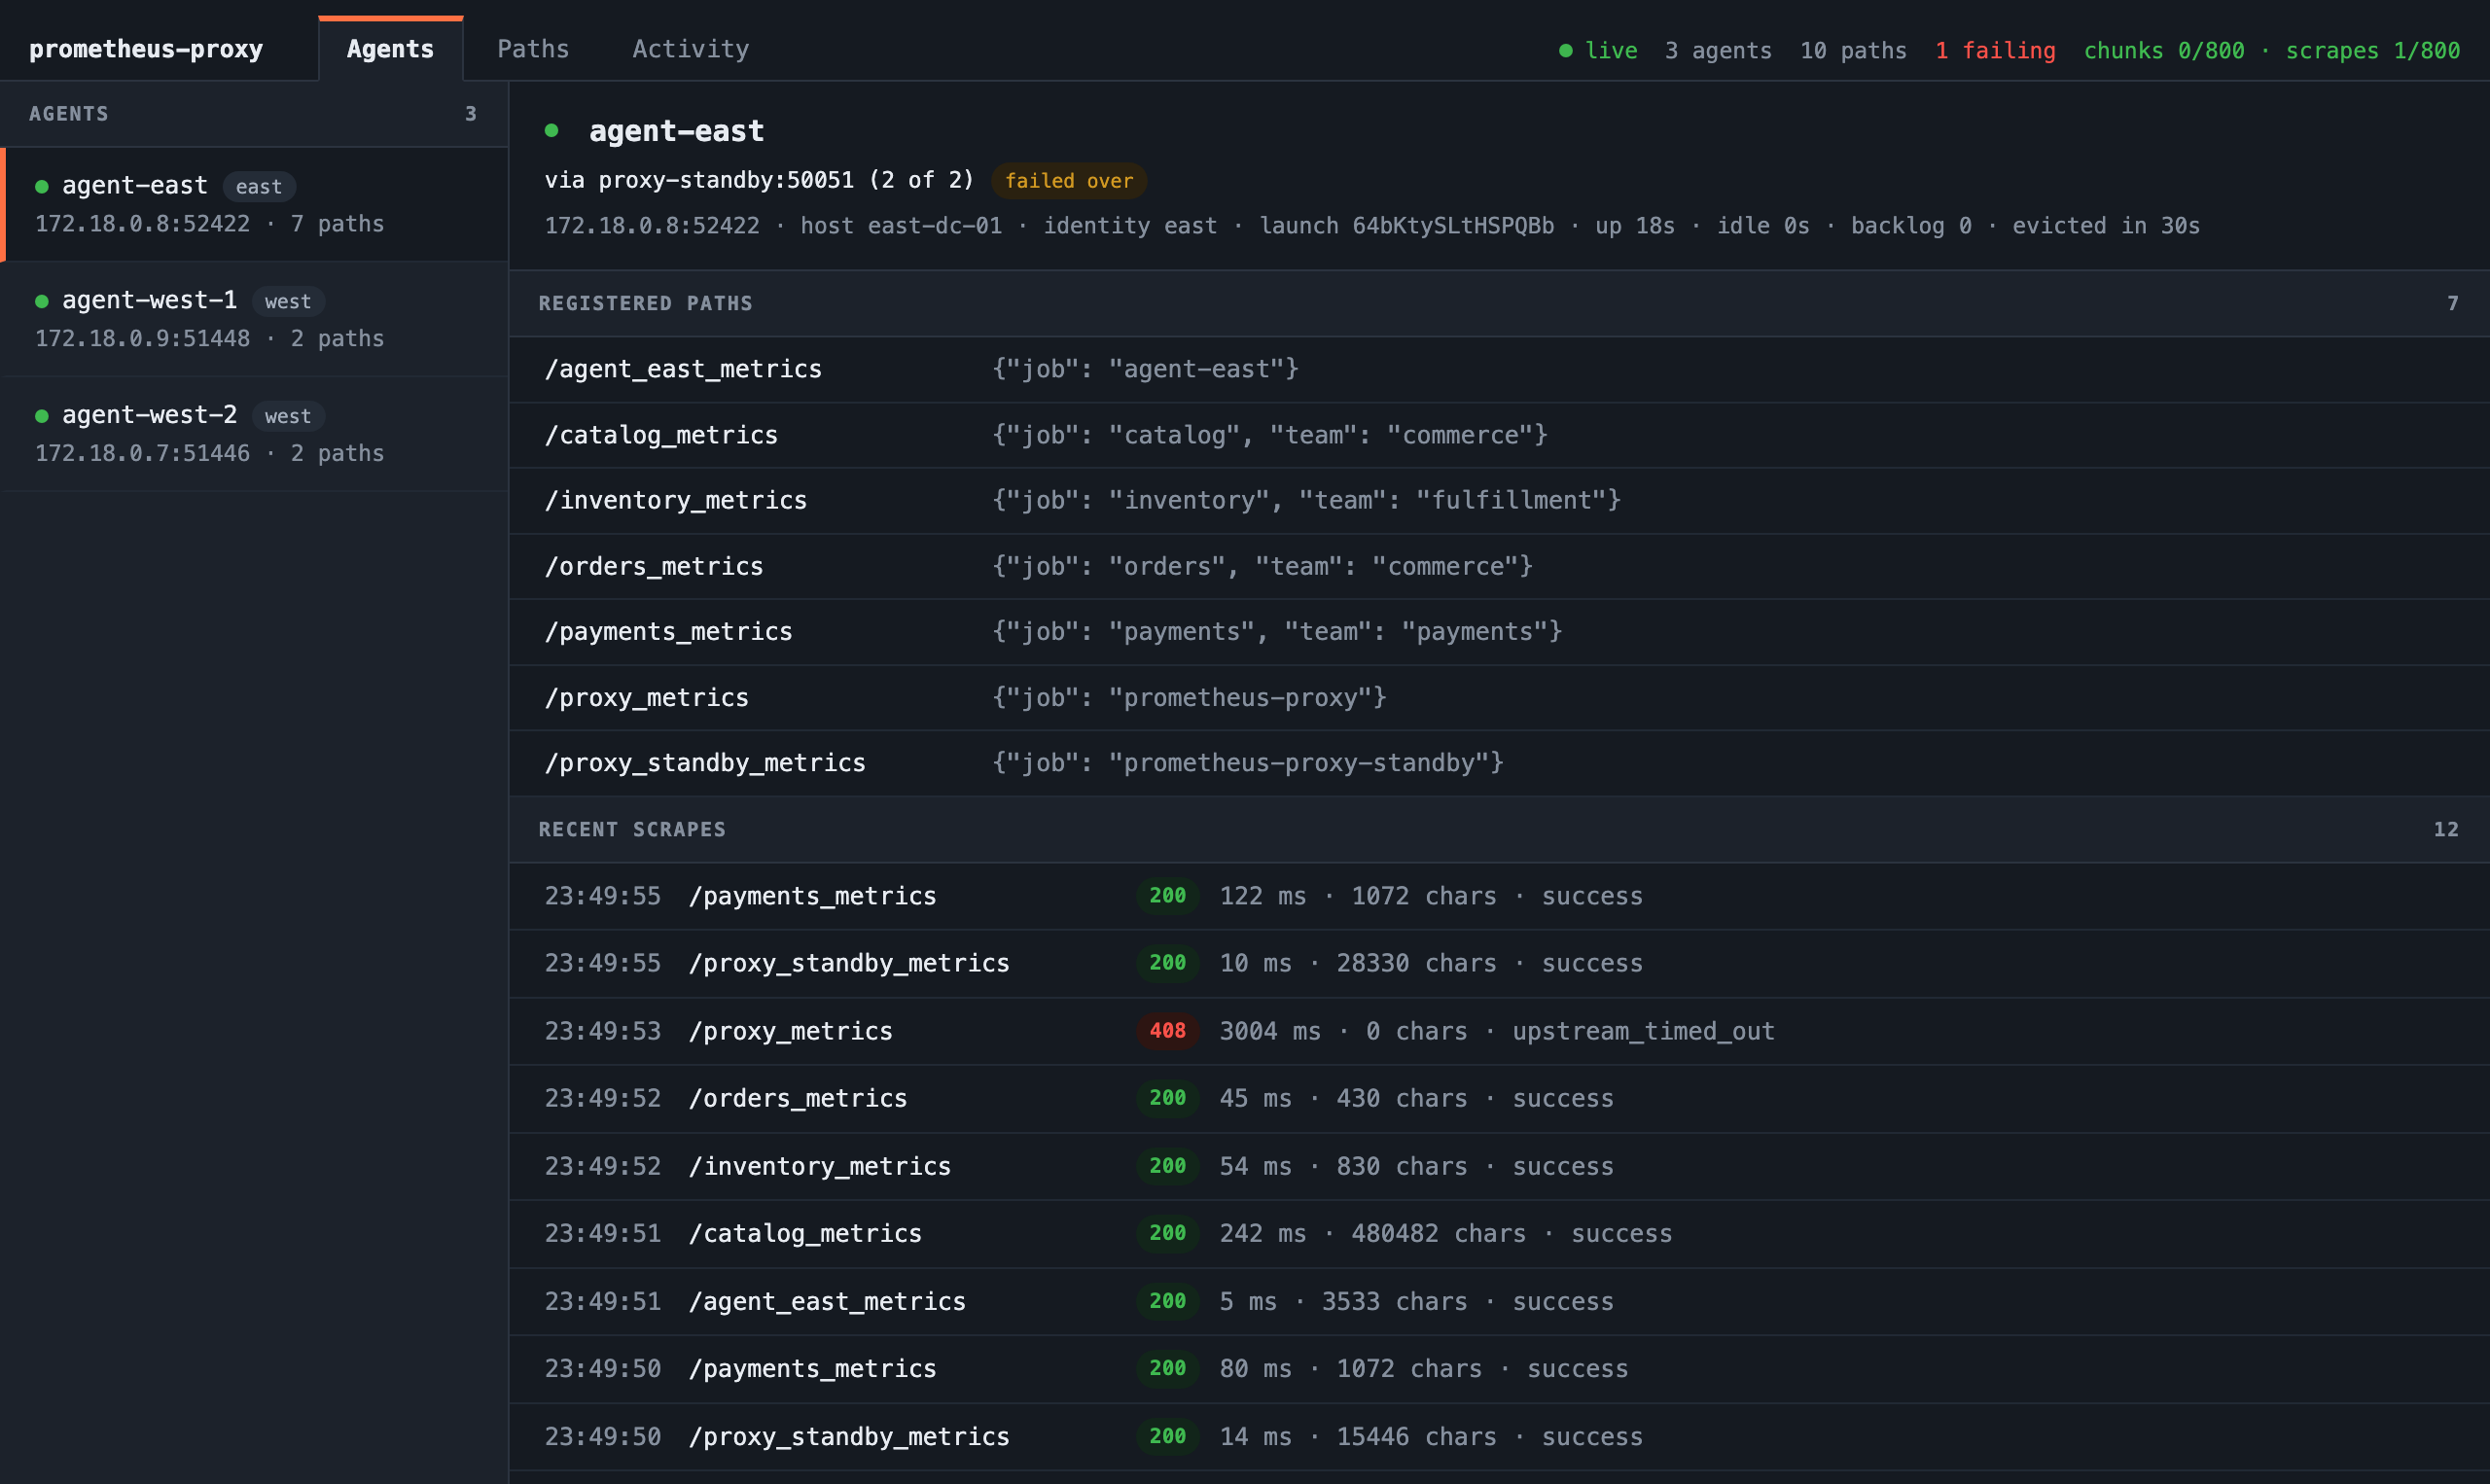 prometheus-proxy Agents Paths Activity live 3 agents 10 paths 1 failing chunks 0/800 · scrapes 1/800
AGENTS 3
agent-east east
172.18.0.8:52422 · 7 paths
agent-west-1 west
172.18.0.9:51448 · 2 paths
agent-west-2 west
172.18.0.7:51446 · 2 paths
agent-east
via proxy-standby:50051 (2 of 2) failed over
172.18.0.8:52422 · host east-dc-01 · identity east · launch 64bKtySLtHSPQBb · up 18s · idle 0s · backlog 0 · evicted in 30s
REGISTERED PATHS 7
/agent_east_metrics {"job": "agent-east"}
/catalog_metrics {"job": "catalog", "team": "commerce"}
/inventory_metrics {"job": "inventory", "team": "fulfillment"}
/orders_metrics {"job": "orders", "team": "commerce"}
/payments_metrics {"job": "payments", "team": "payments"}
/proxy_metrics {"job": "prometheus-proxy"}
/proxy_standby_metrics {"job": "prometheus-proxy-standby"}
RECENT SCRAPES 12
23:49:55 /payments_metrics 200 122 ms · 1072 chars · success
23:49:55 /proxy_standby_metrics 200 10 ms · 28330 chars · success
23:49:53 /proxy_metrics 408 3004 ms · 0 chars · upstream_timed_out
23:49:52 /orders_metrics 200 45 ms · 430 chars · success
23:49:52 /inventory_metrics 200 54 ms · 830 chars · success
23:49:51 /catalog_metrics 200 242 ms · 480482 chars · success
23:49:51 /agent_east_metrics 200 5 ms · 3533 chars · success
23:49:50 /payments_metrics 200 80 ms · 1072 chars · success
23:49:50 /proxy_standby_metrics 200 14 ms · 15446 chars · success